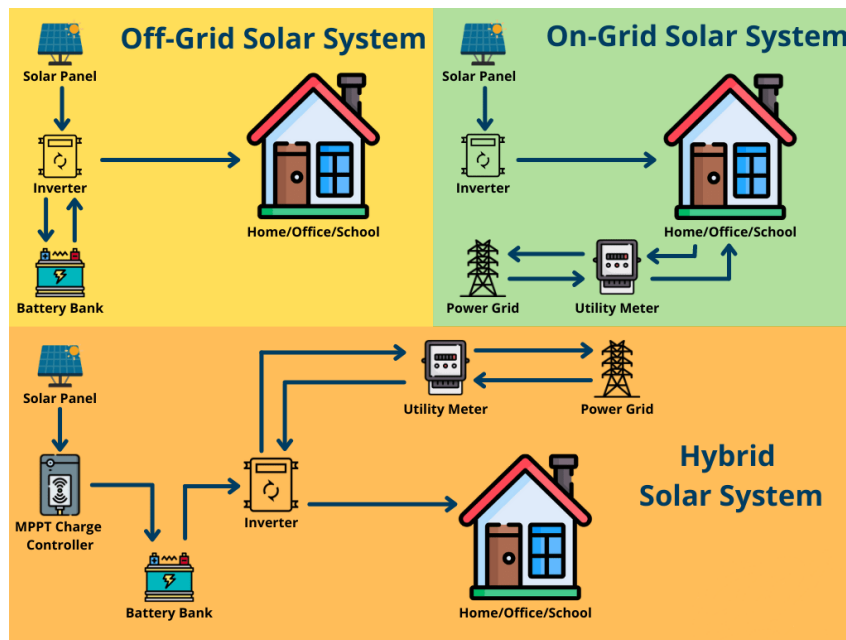 Off-Grid Solar System
Solar Panel
Inverter
Home/Office/School
Battery Bank
On-Grid Solar System
Solar Panel
Inverter
Home/Office/School
Power Grid
Utility Meter
Solar Panel
Utility Meter
Power Grid
Hybrid
Solar System
MPPT Charge
Controller
Inverter
Battery Bank
Home/Office/School